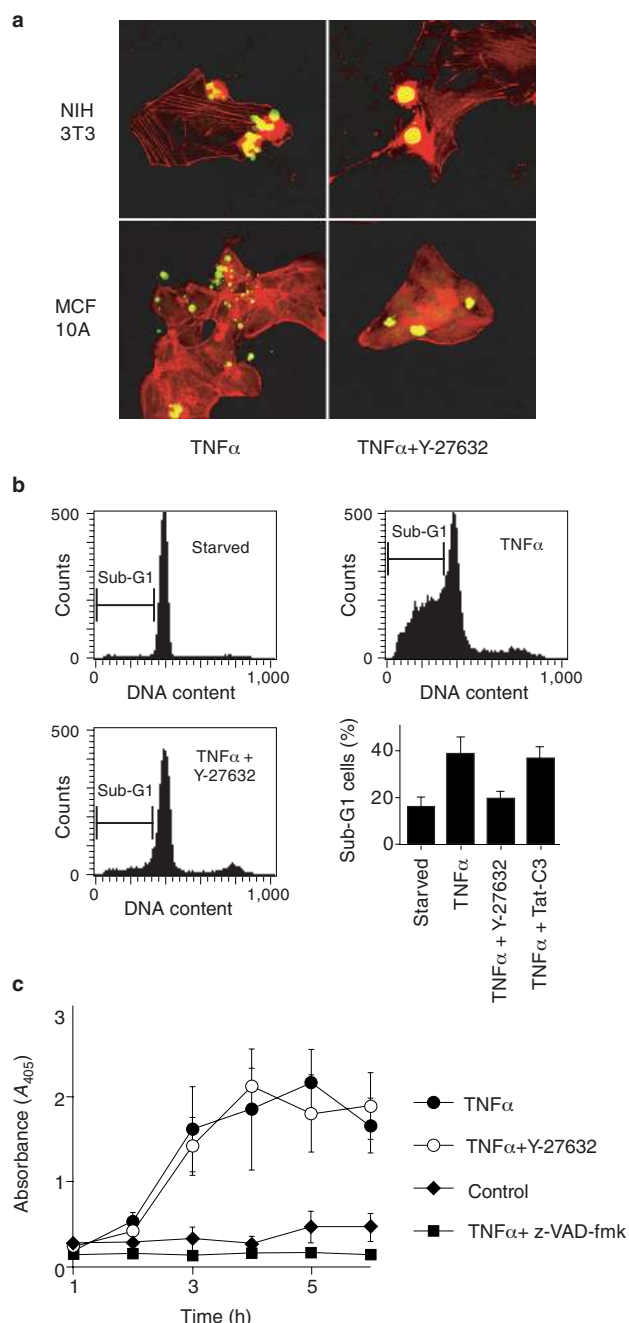 a
NIH
3T3
MCF
10A
TNFα
TNFα+Y-27632
b
500
Sub-G1
Starved
Counts
0
0
1,000
DNA content
500
Sub-G1
TNFα
Counts
0
0
400
1,000
DNA content
500
TNFα +
Y-27632
Sub-G1
Counts
0
0
400
1,000
DNA content
Sub-G1 cells (%)
40
20
0
Starved
TNFα
TNFα + Y-27632
TNFα + Tat-C3
c
3
2
1
0
Absorbance (A405)
1
3
5
Time (h)
TNFα
TNFα+Y-27632
Control
TNFα+ z-VAD-fmk